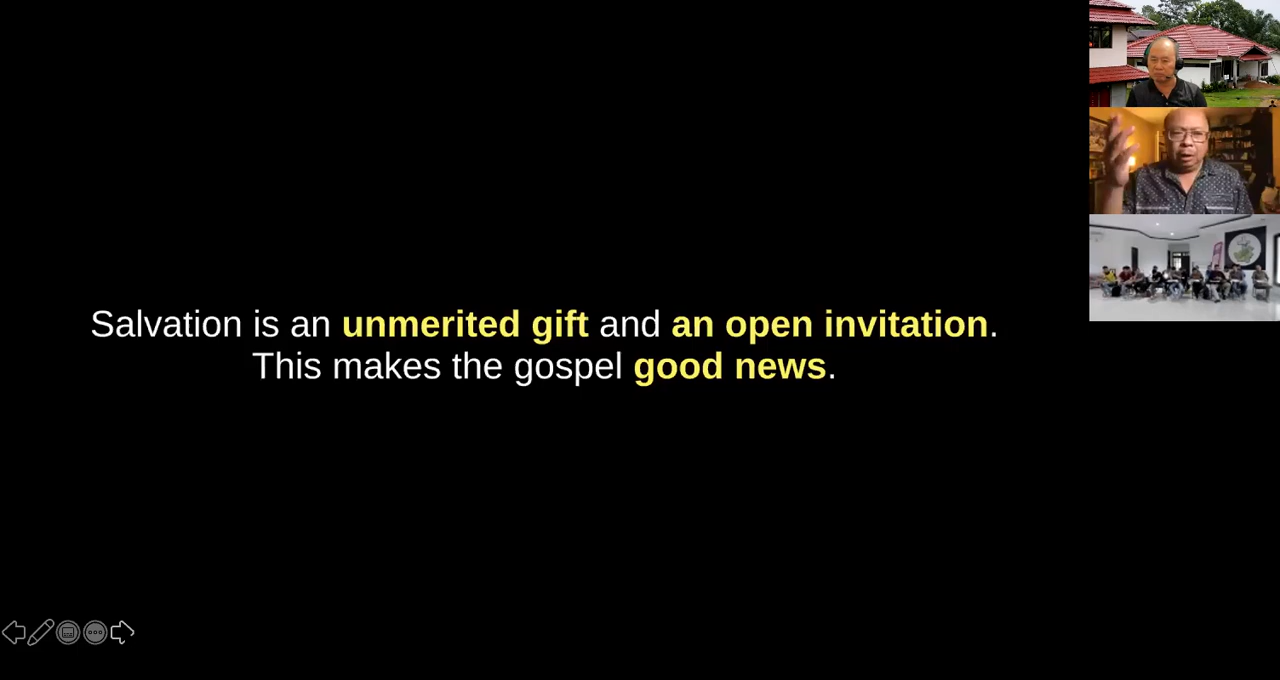 Salvation is an unmerited gift and an open invitation.
This makes the gospel good news.